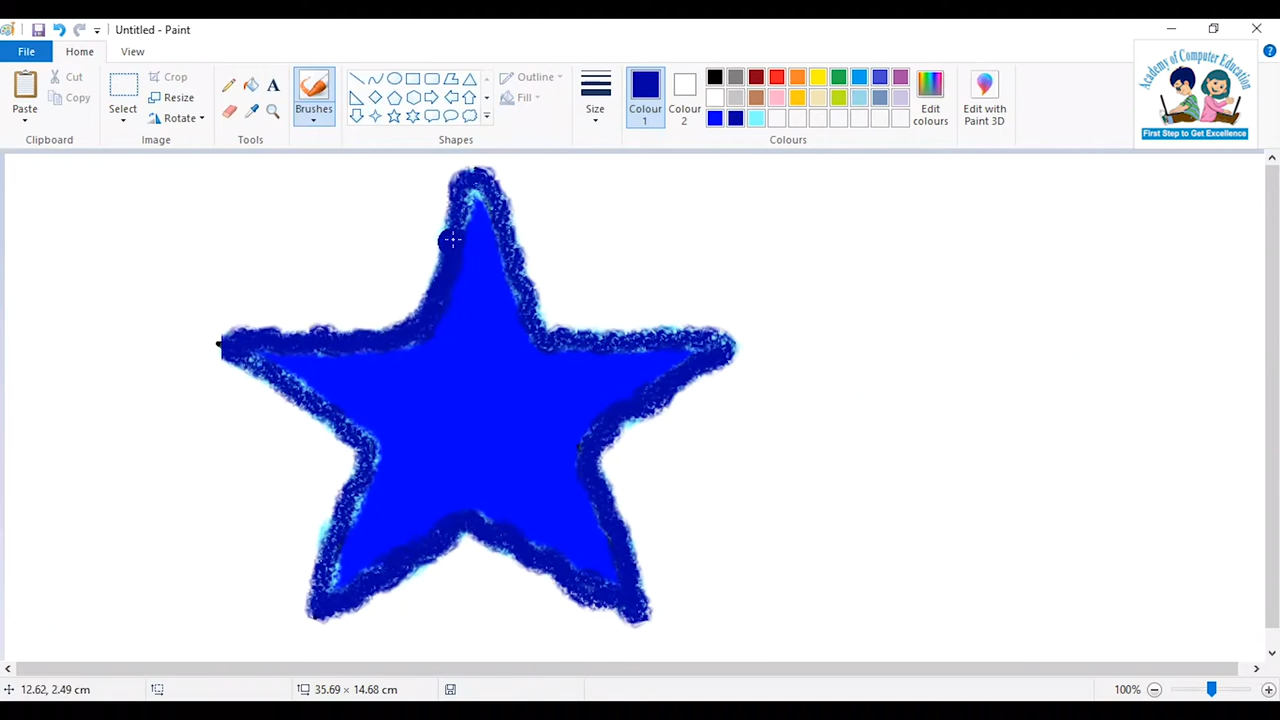 Untitled - Paint
File Home View
Paste
Cut
Copy
Clipboard
Select
Crop
Resize
Rotate
Image
Tools
Brushes
Outline
Fill
Shapes
Size
Colour
1
Colour
2
Edit
colours
Edit with
Paint 3D
Colours
Academy of Computer Education
First Step to Get Excellence
12.62, 2.49 cm
35.69 × 14.68 cm
100%